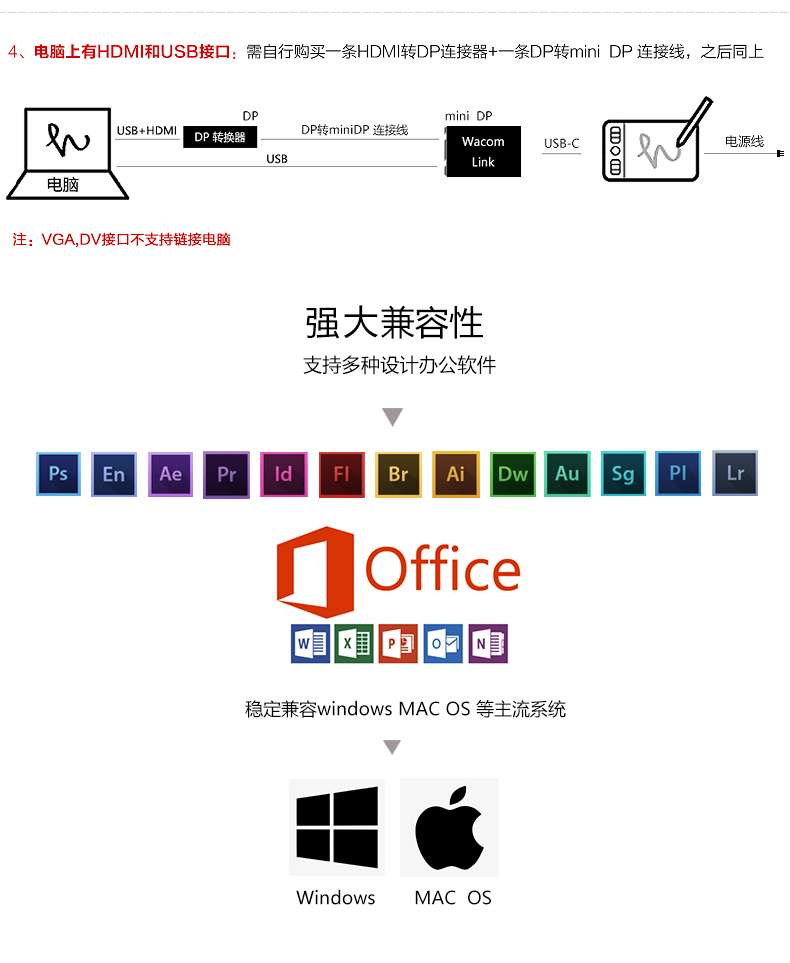 4、电脑上有HDMI和USB接口：需自行购买一条HDMI转DP连接器+一条DP转mini DP 连接线，之后同上
DP
mini DP
USB+HDMI
DP 转换器
DP转miniDP 连接线
Wacom
Link
USB-C
电源线
USB
电脑
注：VGA,DV接口不支持链接电脑
强大兼容性
支持多种设计办公软件
Ps En Ae Pr Id Fl Br Ai Dw Au Sg Pl Lr
Office
W X P O N
稳定兼容windows MAC OS 等主流系统
Windows MAC OS